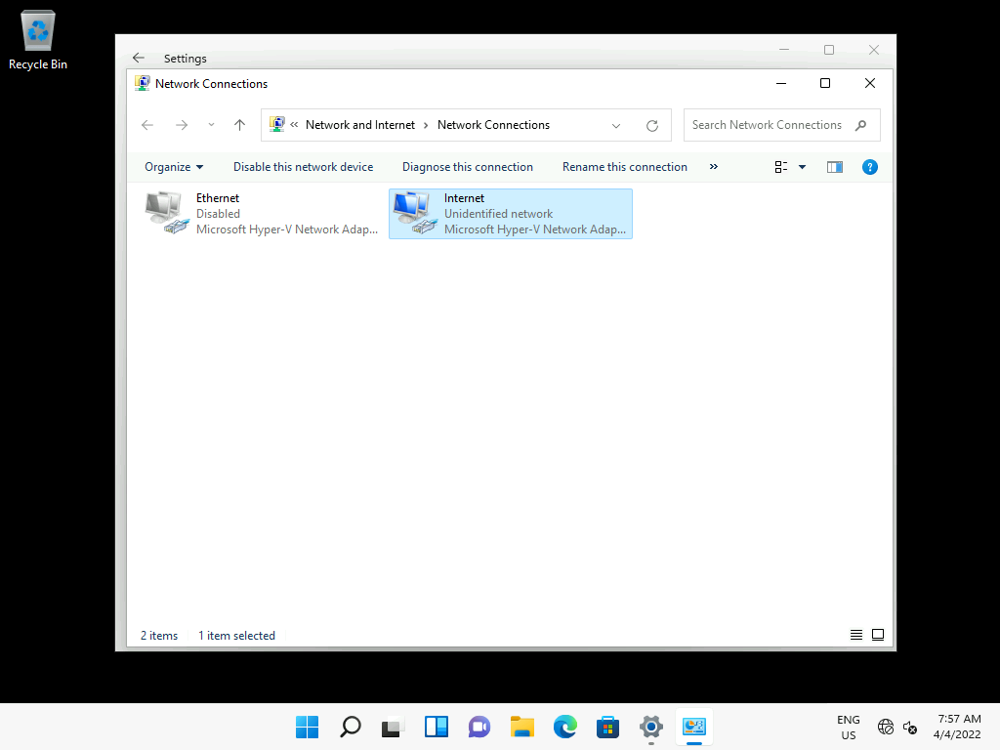 Recycle Bin
Settings
Network Connections
« Network and Internet › Network Connections
Search Network Connections
Organize
Disable this network device
Diagnose this connection
Rename this connection
»
?
Ethernet
Disabled
Microsoft Hyper-V Network Adap...
Internet
Unidentified network
Microsoft Hyper-V Network Adap...
2 items
1 item selected
ENG
US
7:57 AM
4/4/2022